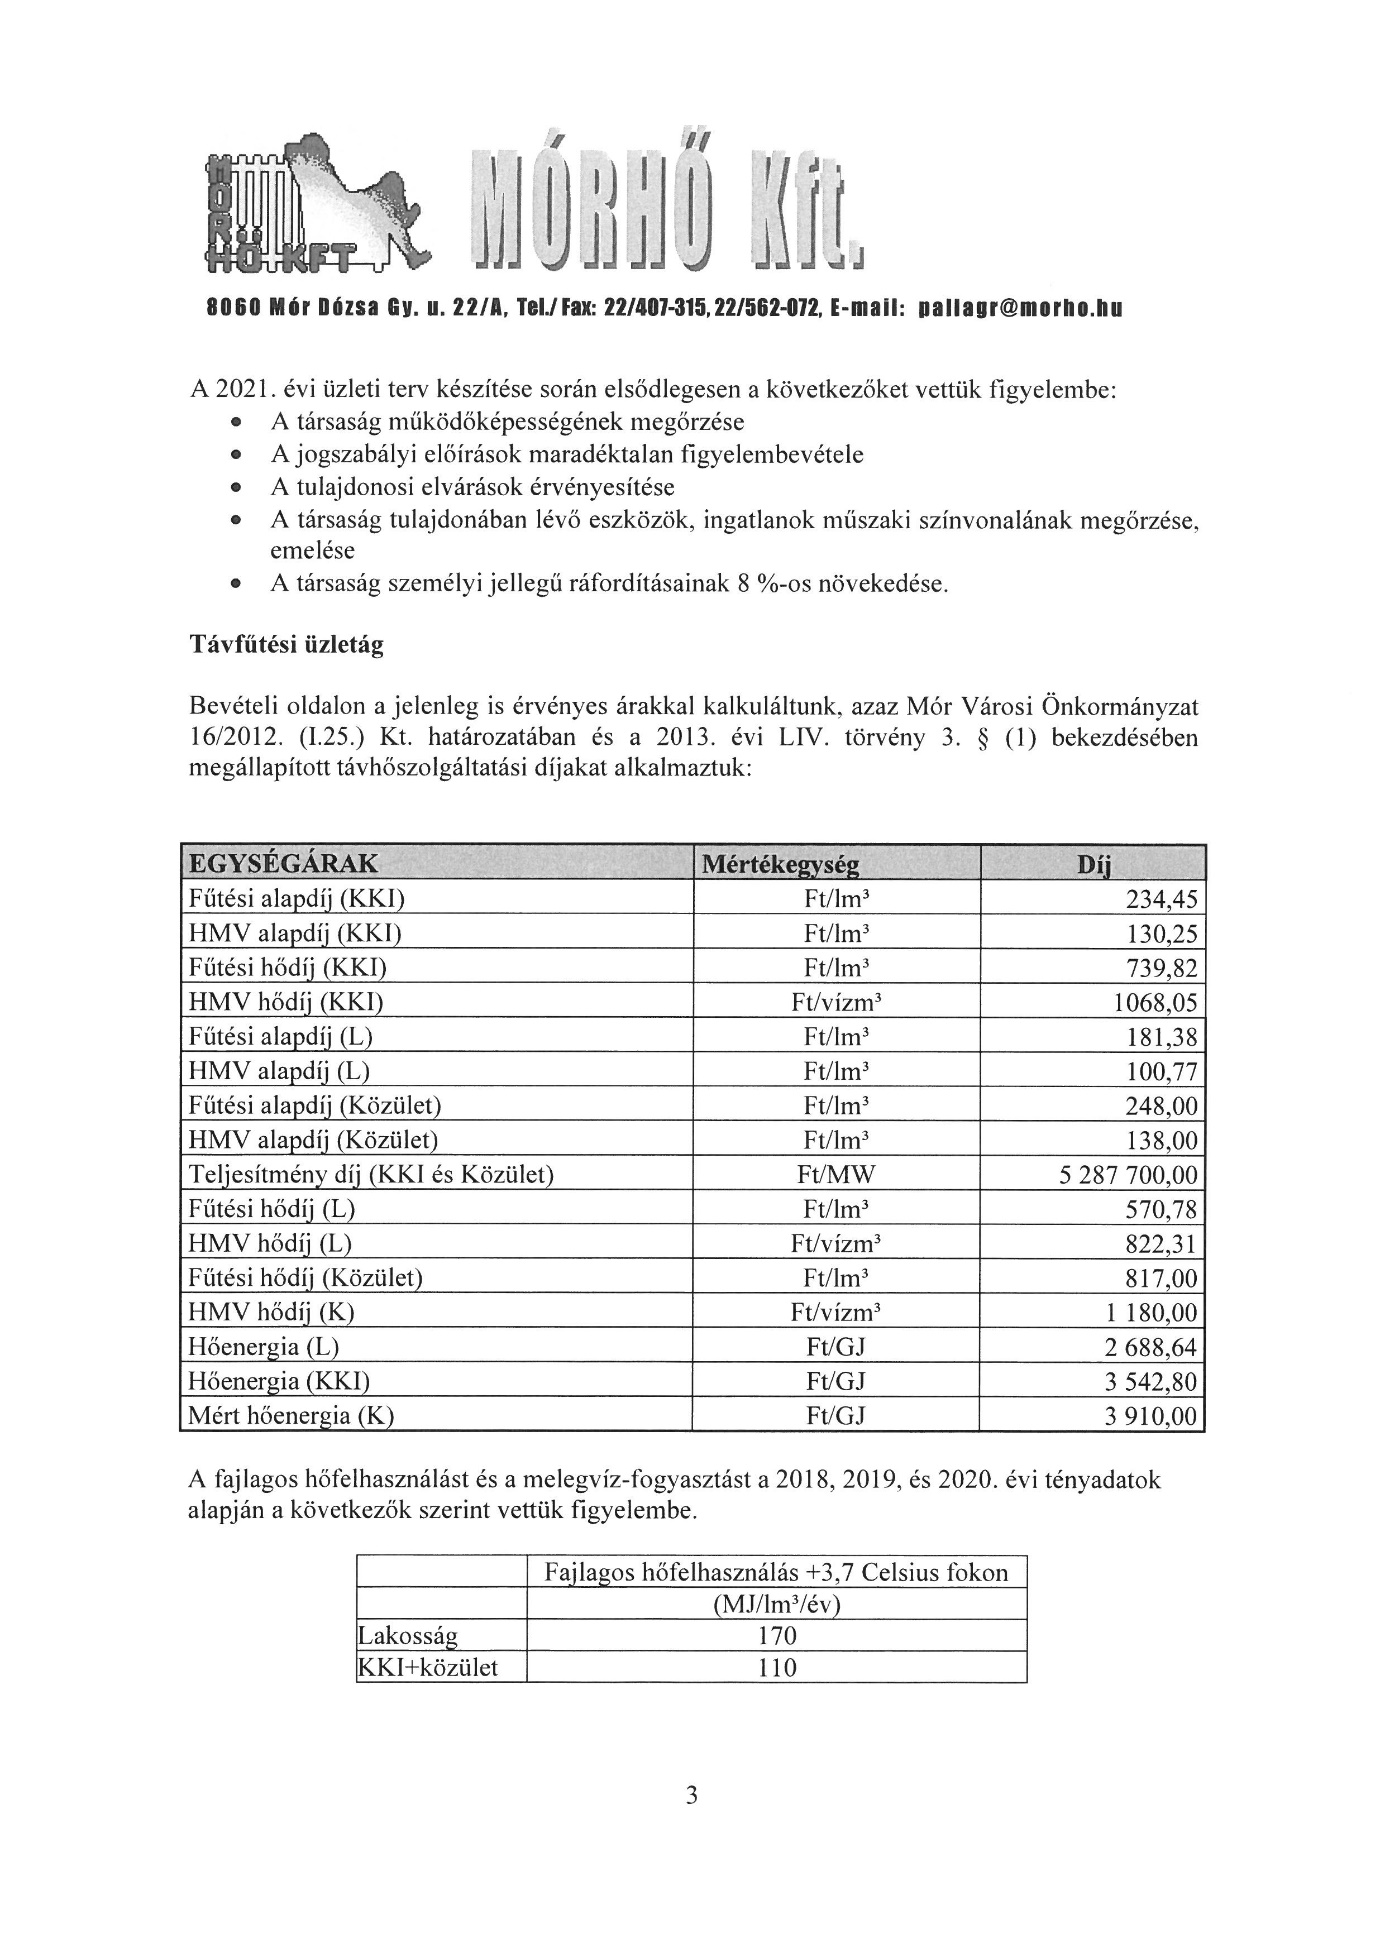 MÓRHŐ KFT
MÓRHŐ Kft.
8060 Mór Dózsa Gy. u. 22/A, Tel./Fax: 22/407-315, 22/562-072, E-mail: pallagr@morho.hu
A 2021. évi üzleti terv készítése során elsődlegesen a következőket vettük figyelembe:
• A társaság működőképességének megőrzése
• A jogszabályi előírások maradéktalan figyelembevétele
• A tulajdonosi elvárások érvényesítése
• A társaság tulajdonában lévő eszközök, ingatlanok műszaki színvonalának megőrzése,
emelése
• A társaság személyi jellegű ráfordításainak 8 %-os növekedése.
Távfűtési üzletág
Bevételi oldalon a jelenleg is érvényes árakkal kalkuláltunk, azaz Mór Városi Önkormányzat
16/2012. (I.25.) Kt. határozatában és a 2013. évi LIV. törvény 3. § (1) bekezdésében
megállapított távhőszolgáltatási díjakat alkalmaztuk:
EGYSÉGÁRAK Mértékegység Díj
Fűtési alapdíj (KKI) Ft/lm³ 234,45
HMV alapdíj (KKI) Ft/lm³ 130,25
Fűtési hődíj (KKI) Ft/lm³ 739,82
HMV hődíj (KKI) Ft/vízm³ 1068,05
Fűtési alapdíj (L) Ft/lm³ 181,38
HMV alapdíj (L) Ft/lm³ 100,77
Fűtési alapdíj (Közület) Ft/lm³ 248,00
HMV alapdíj (Közület) Ft/lm³ 138,00
Teljesítmény díj (KKI és Közület) Ft/MW 5 287 700,00
Fűtési hődíj (L) Ft/lm³ 570,78
HMV hődíj (L) Ft/vízm³ 822,31
Fűtési hődíj (Közület) Ft/lm³ 817,00
HMV hődíj (K) Ft/vízm³ 1 180,00
Hőenergia (L) Ft/GJ 2 688,64
Hőenergia (KKI) Ft/GJ 3 542,80
Mért hőenergia (K) Ft/GJ 3 910,00
A fajlagos hőfelhasználást és a melegvíz-fogyasztást a 2018, 2019, és 2020. évi tényadatok
alapján a következők szerint vettük figyelembe.
Fajlagos hőfelhasználás +3,7 Celsius fokon
(MJ/lm³/év)
Lakosság 170
KKI+közület 110
3